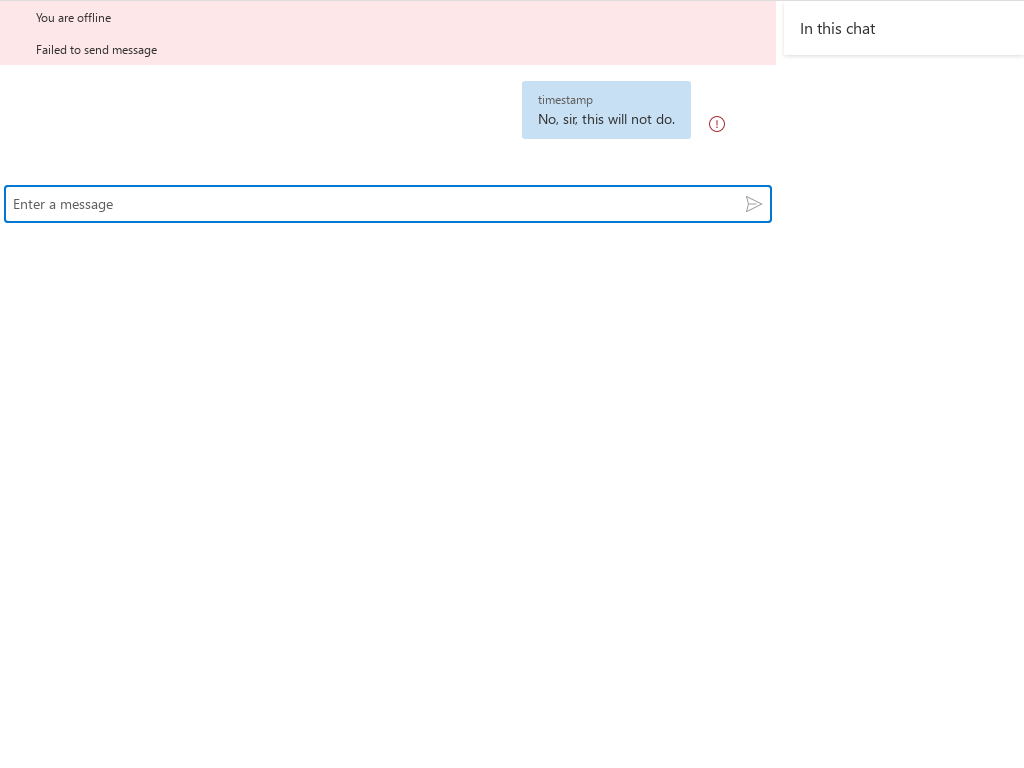 You are offline
Failed to send message
In this chat
timestamp
No, sir, this will not do.
Enter a message